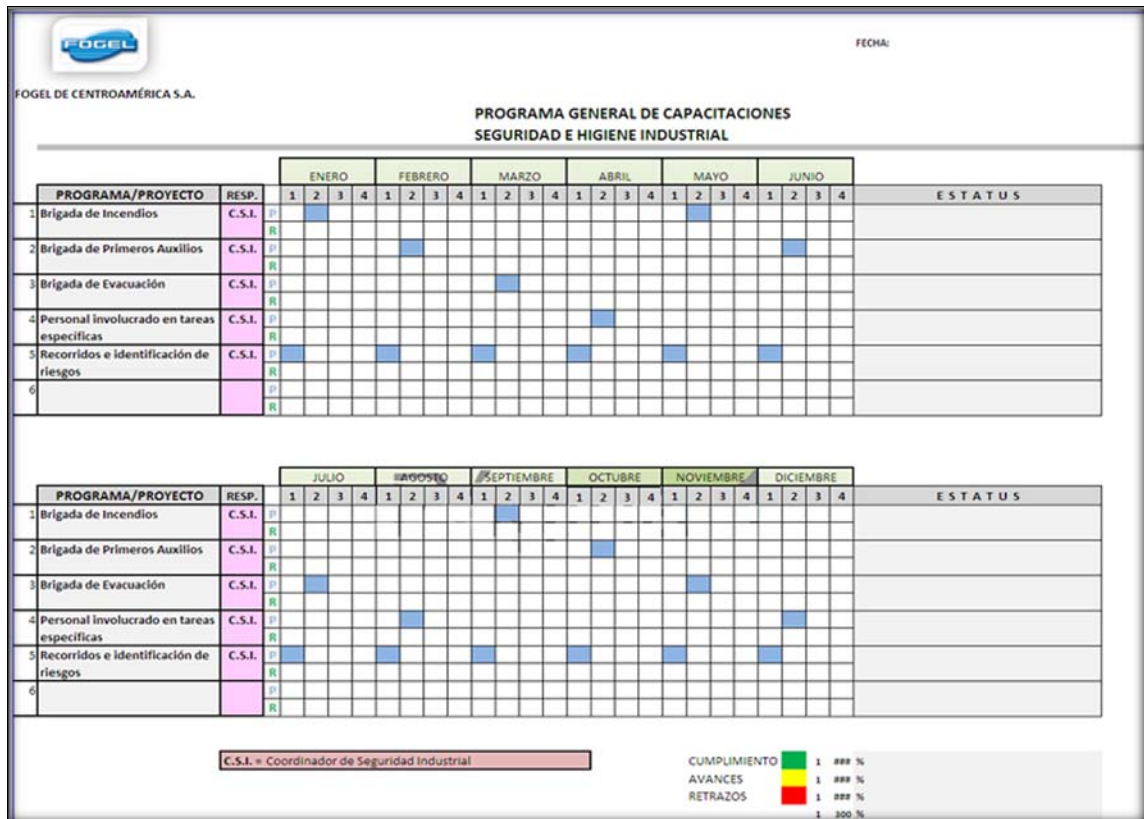 FOGEL
FECHA:
FOGEL DE CENTROAMÉRICA S.A.
PROGRAMA GENERAL DE CAPACITACIONES
SEGURIDAD E HIGIENE INDUSTRIAL
ENERO FEBRERO MARZO ABRIL MAYO JUNIO
PROGRAMA/PROYECTO RESP. 1 2 3 4 1 2 3 4 1 2 3 4 1 2 3 4 1 2 3 4 1 2 3 4 ESTATUS
1 Brigada de Incendios C.S.I. P
R
2 Brigada de Primeros Auxilios C.S.I. P
R
3 Brigada de Evacuación C.S.I. P
R
4 Personal involucrado en tareas C.S.I. P
específicas R
5 Recorridos e identificación de C.S.I. P
riesgos R
6 P
R
JULIO AGOSTO SEPTIEMBRE OCTUBRE NOVIEMBRE DICIEMBRE
PROGRAMA/PROYECTO RESP. 1 2 3 4 1 2 3 4 1 2 3 4 1 2 3 4 1 2 3 4 1 2 3 4 ESTATUS
1 Brigada de Incendios C.S.I. P
R
2 Brigada de Primeros Auxilios C.S.I. P
R
3 Brigada de Evacuación C.S.I. P
R
4 Personal involucrado en tareas C.S.I. P
específicas R
5 Recorridos e identificación de C.S.I. P
riesgos R
6 P
R
C.S.I. = Coordinador de Seguridad Industrial
CUMPLIMIENTO 1 ### %
AVANCES 1 ### %
RETRAZOS 1 ### %
1 300 %